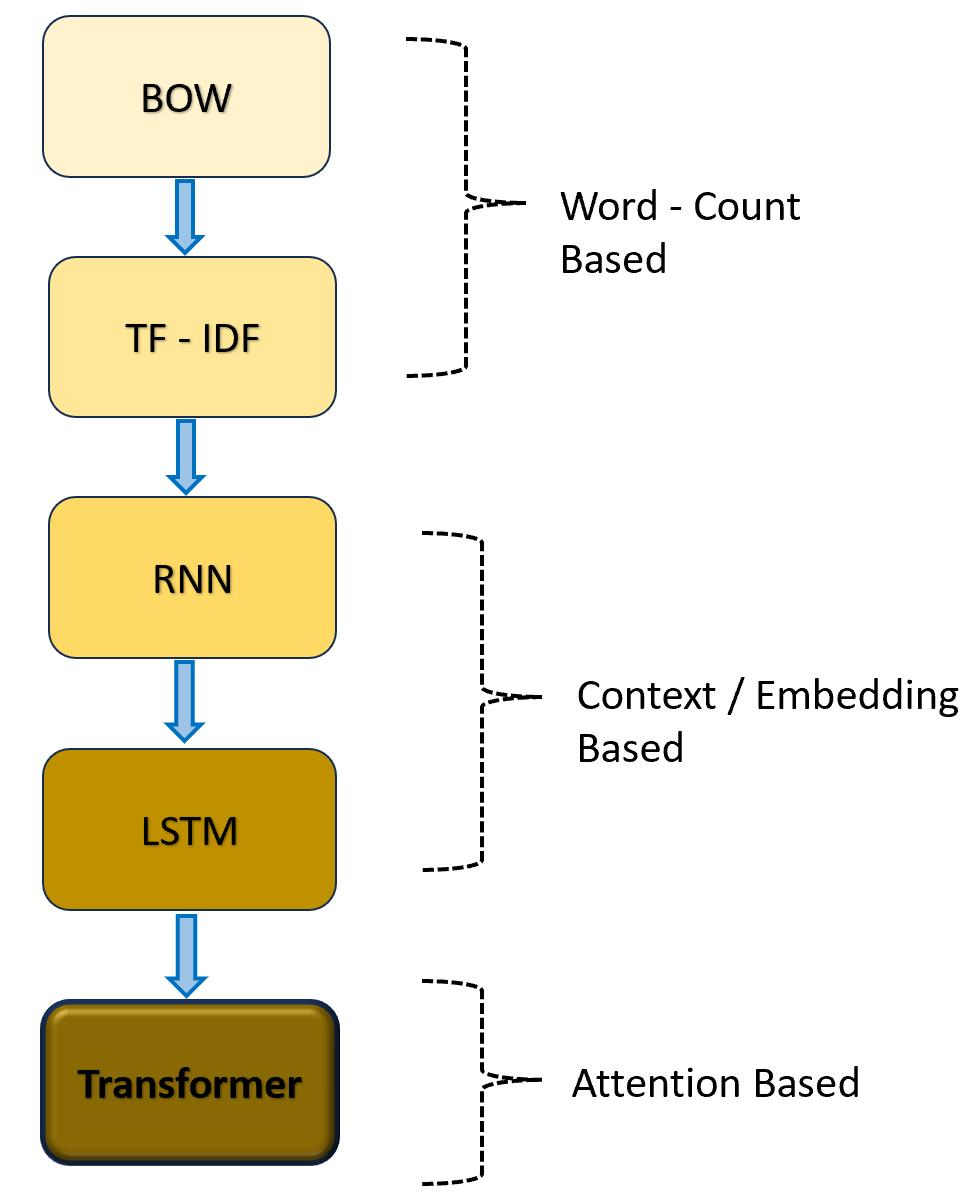 BOW
Word - Count
Based
TF - IDF
RNN
Context / Embedding
Based
LSTM
Transformer
Attention Based